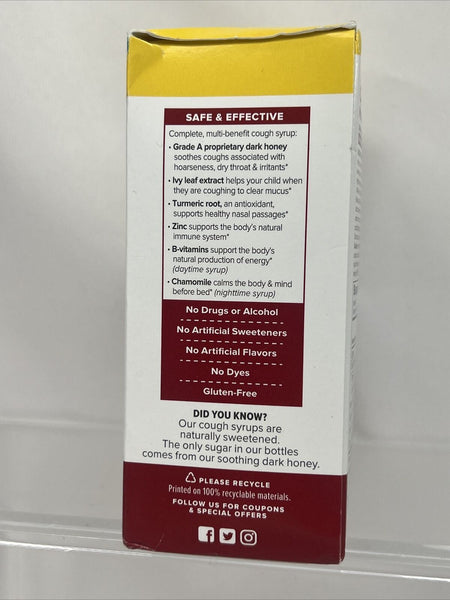 SAFE & EFFECTIVE
Complete, multi-benefit cough syrup:
• Grade A proprietary dark honey
soothes coughs associated with
hoarseness, dry throat & irritants*
• Ivy leaf extract helps your child when
they are coughing to clear mucus*
• Turmeric root, an antioxidant,
supports healthy nasal passages*
• Zinc supports the body's natural
immune system*
• B-vitamins support the body's
natural production of energy*
(daytime syrup)
• Chamomile calms the body & mind
before bed* (nighttime syrup)
No Drugs or Alcohol
No Artificial Sweeteners
No Artificial Flavors
No Dyes
Gluten-Free
DID YOU KNOW?
Our cough syrups are
naturally sweetened.
The only sugar in our bottles
comes from our soothing dark honey.
PLEASE RECYCLE
Printed on 100% recyclable materials.
FOLLOW US FOR COUPONS
& SPECIAL OFFERS